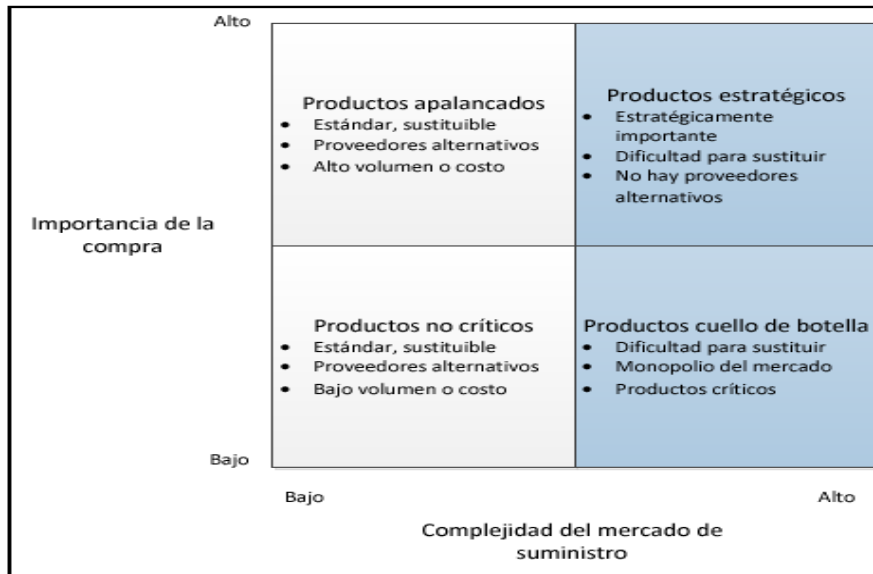 Alto
Productos apalancados
• Estándar, sustituible
• Proveedores alternativos
• Alto volumen o costo
Productos estratégicos
• Estratégicamente
importante
• Dificultad para sustituir
• No hay proveedores
alternativos
Importancia de la
compra
Productos no críticos
• Estándar, sustituible
• Proveedores alternativos
• Bajo volumen o costo
Productos cuello de botella
• Dificultad para sustituir
• Monopolio del mercado
• Productos críticos
Bajo
Bajo
Alto
Complejidad del mercado de
suministro